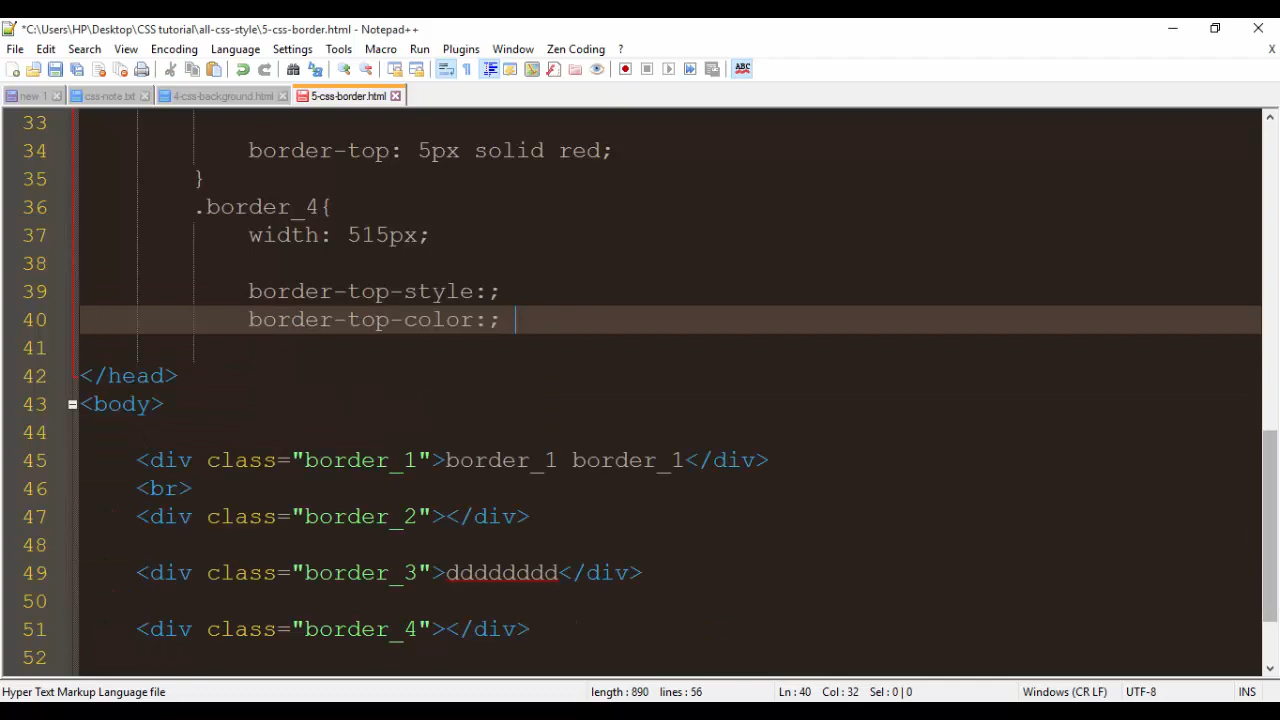 *C:\Users\HP\Desktop\CSS tutorial\all-css-style\5-css-border.html - Notepad++
File Edit Search View Encoding Language Settings Tools Macro Run Plugins Window Zen Coding ? X
new 1 css-note.txt 4-css-background.html 5-css-border.html
33
34 border-top: 5px solid red;
35 }
36 .border_4{
37 width: 515px;
38
39 border-top-style:;
40 border-top-color:;
41
42 </head>
43 <body>
44
45 <div class="border_1">border_1 border_1</div>
46 <br>
47 <div class="border_2"></div>
48
49 <div class="border_3">dddddddd</div>
50
51 <div class="border_4"></div>
52
Hyper Text Markup Language file length : 890 lines : 56 Ln : 40 Col : 32 Sel : 0 | 0 Windows (CR LF) UTF-8 INS